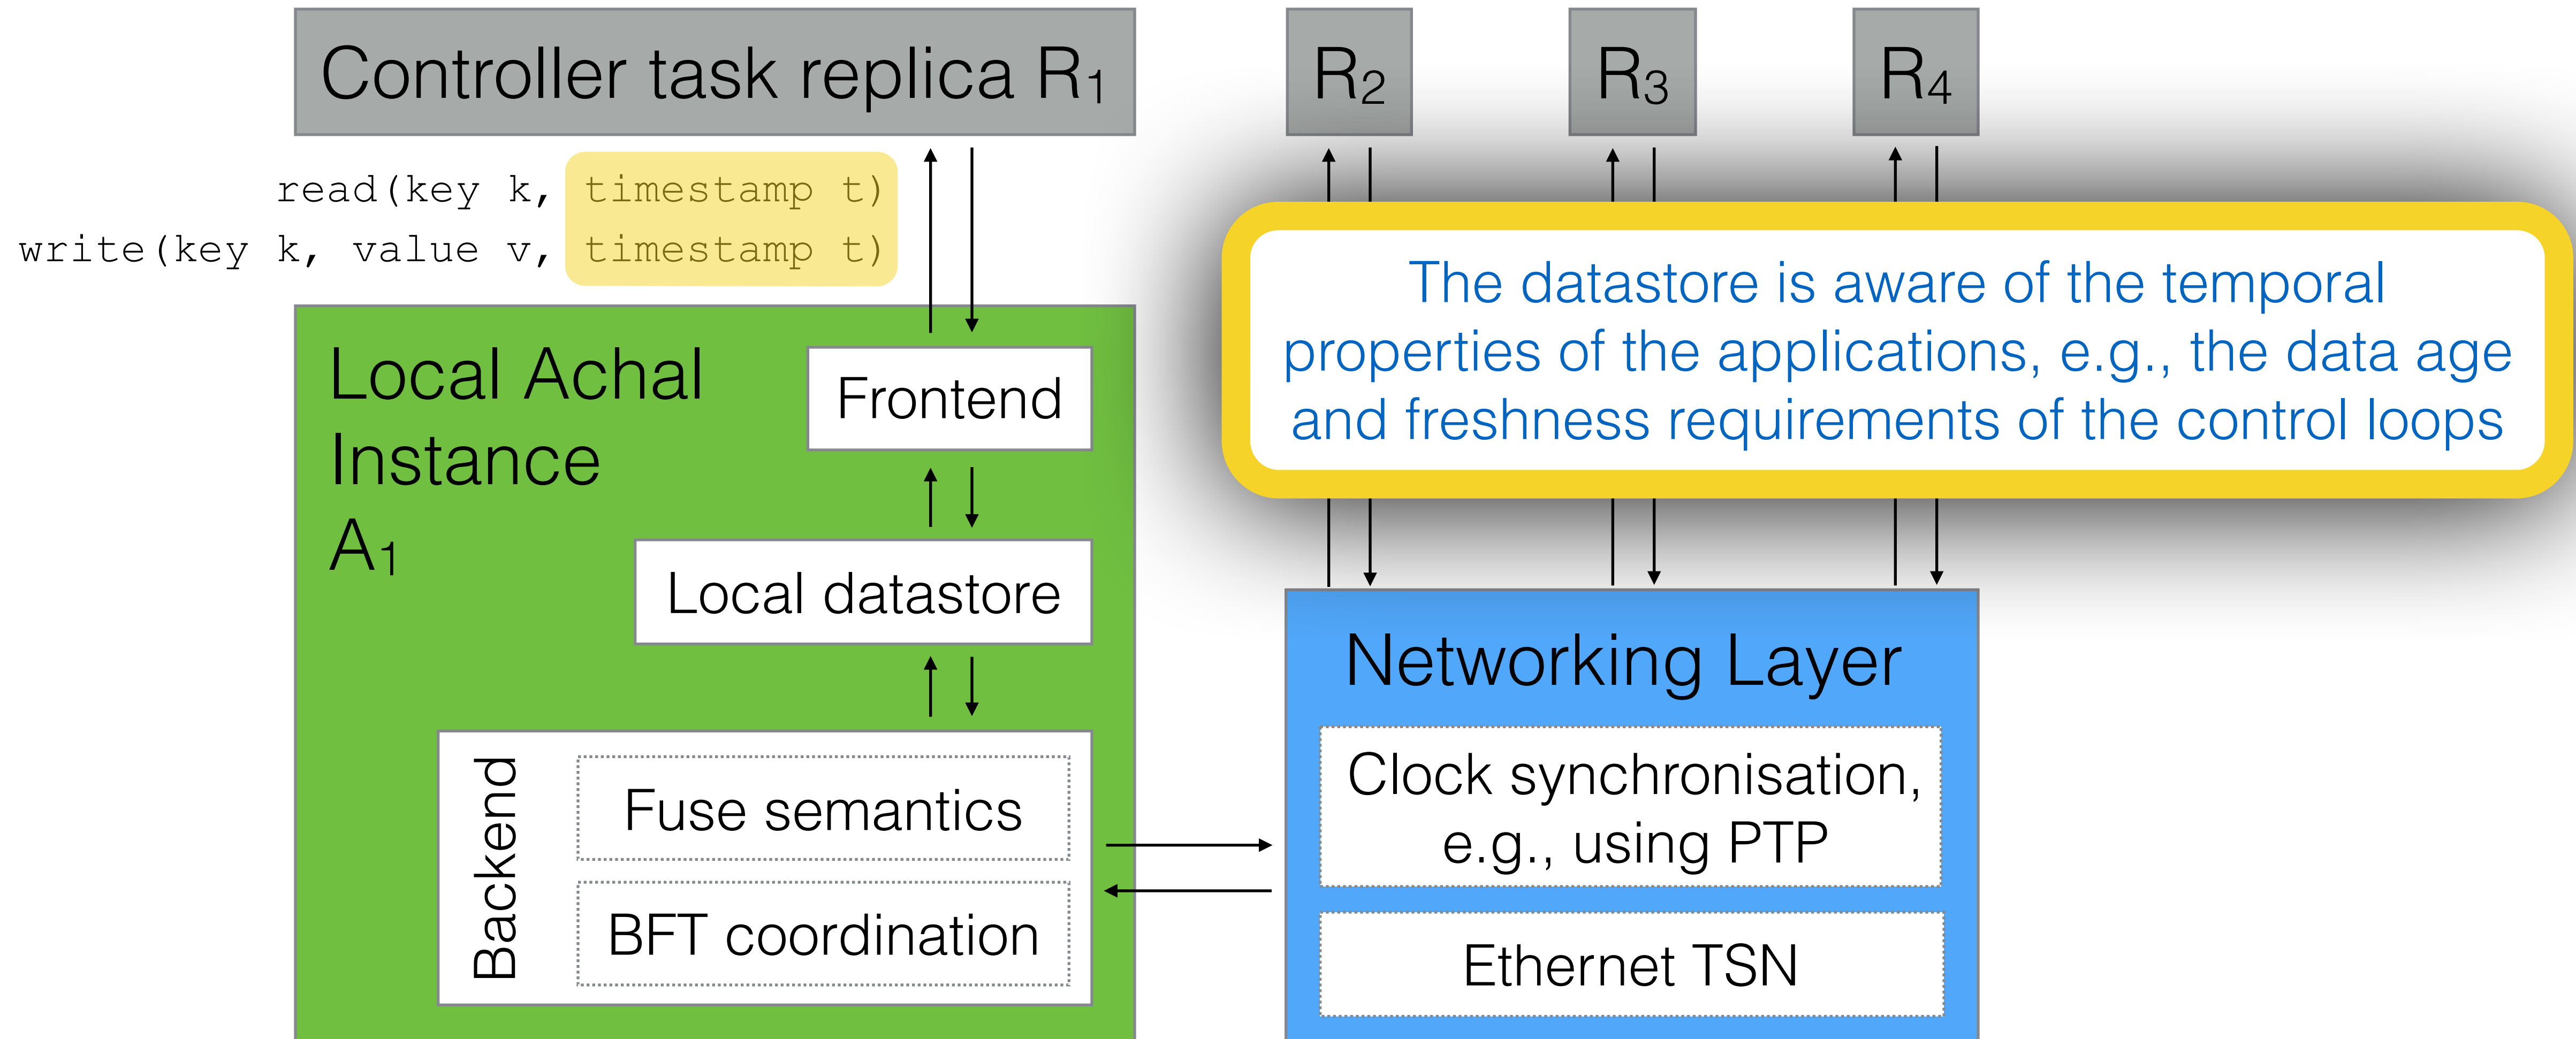 Controller task replica R₁
R₂
R₃
R₄
read(key k, timestamp t)
write(key k, value v, timestamp t)
The datastore is aware of the temporal
properties of the applications, e.g., the data age
and freshness requirements of the control loops
Local Achal
Instance
A₁
Frontend
Local datastore
Backend
Fuse semantics
BFT coordination
Networking Layer
Clock synchronisation,
e.g., using PTP
Ethernet TSN